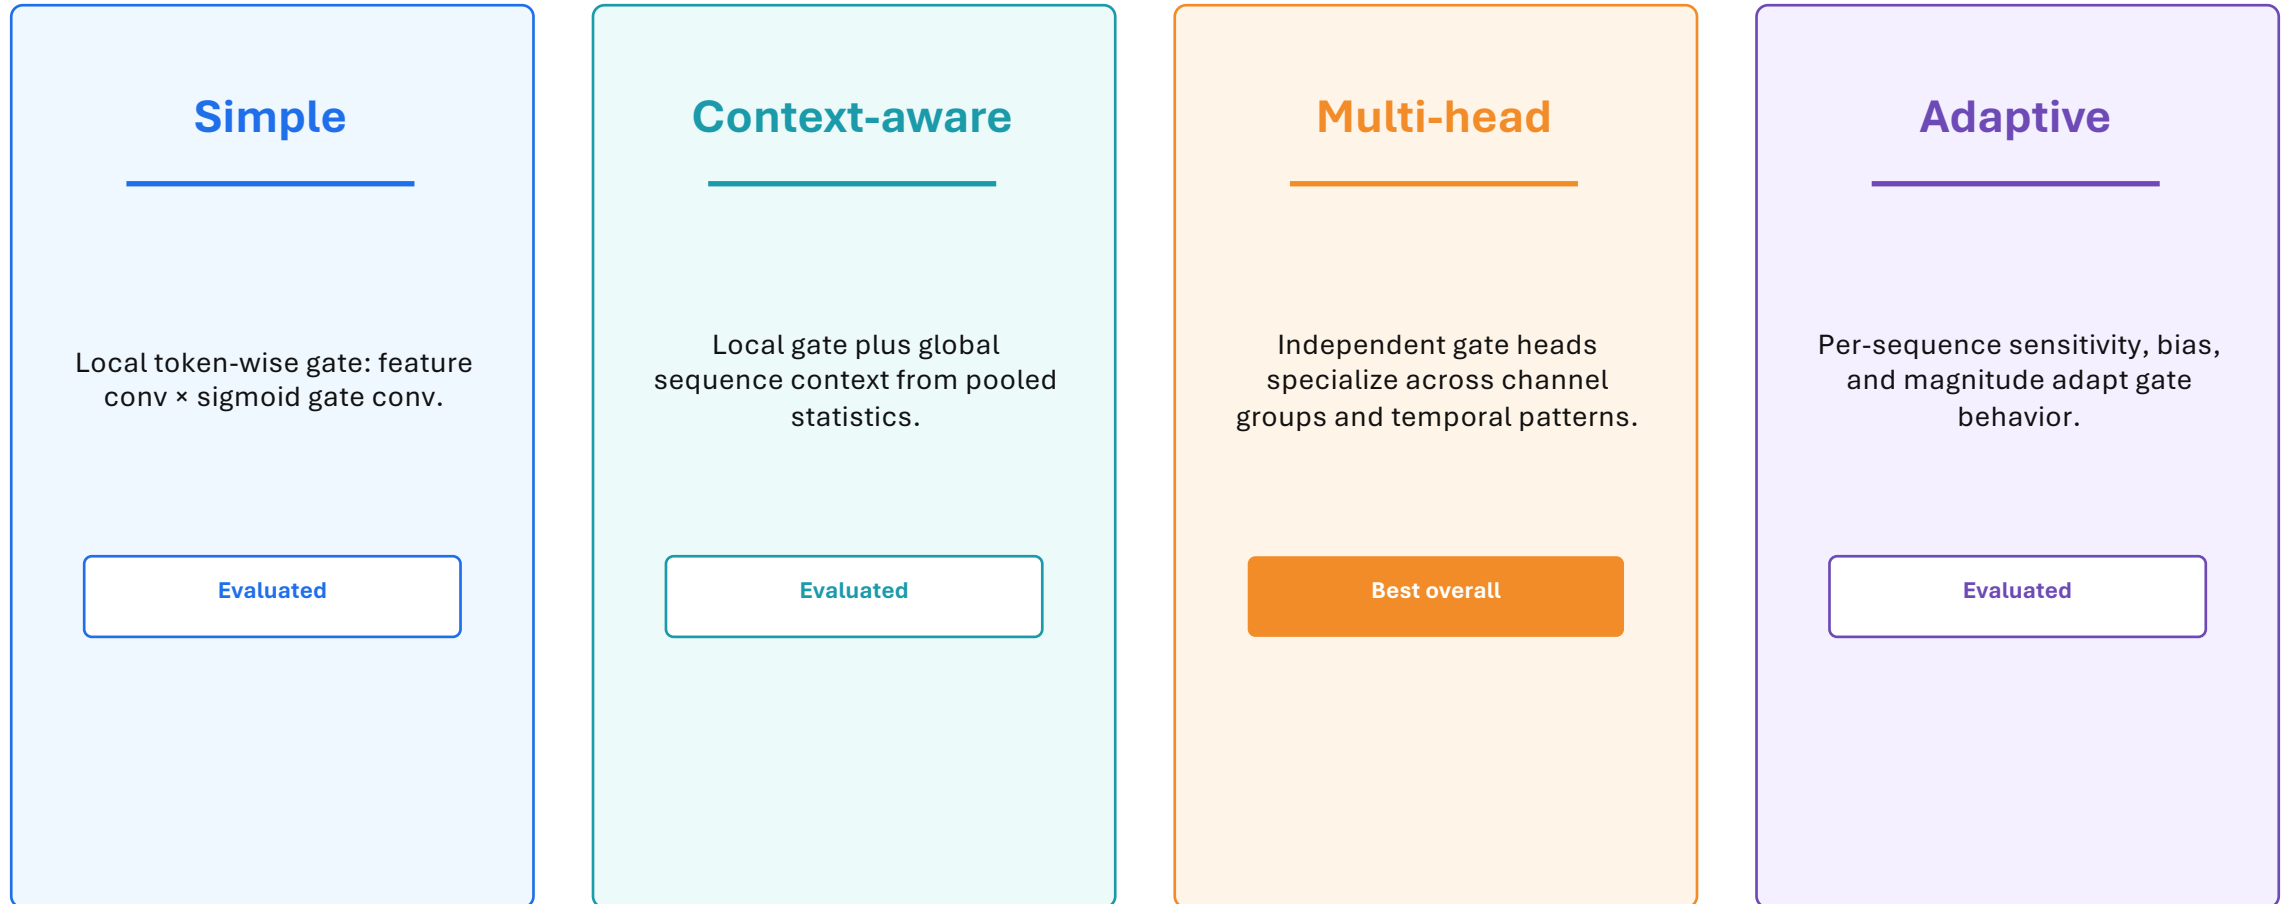 Simple
Local token-wise gate: feature
conv × sigmoid gate conv.
Evaluated
Context-aware
Local gate plus global
sequence context from pooled
statistics.
Evaluated
Multi-head
Independent gate heads
specialize across channel
groups and temporal patterns.
Best overall
Adaptive
Per-sequence sensitivity, bias,
and magnitude adapt gate
behavior.
Evaluated